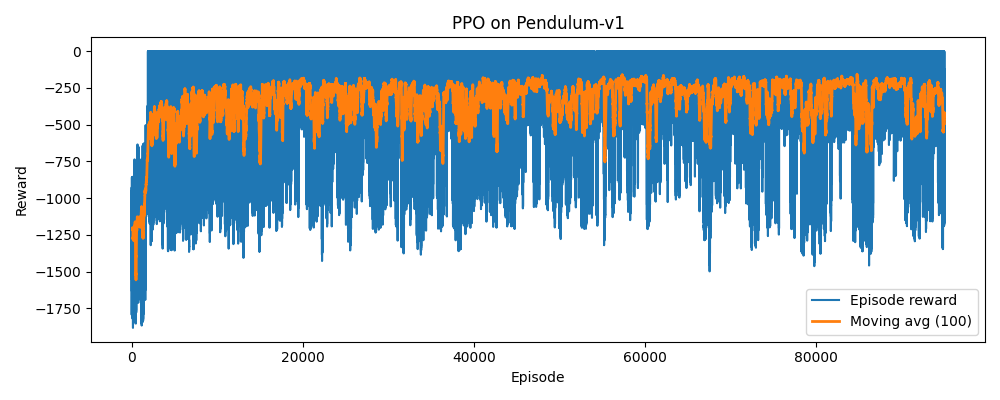 PPO on Pendulum-v1
0
−250
−500
−750
−1000
−1250
−1500
−1750
Reward
Episode reward
Moving avg (100)
0 20000 40000 60000 80000
Episode